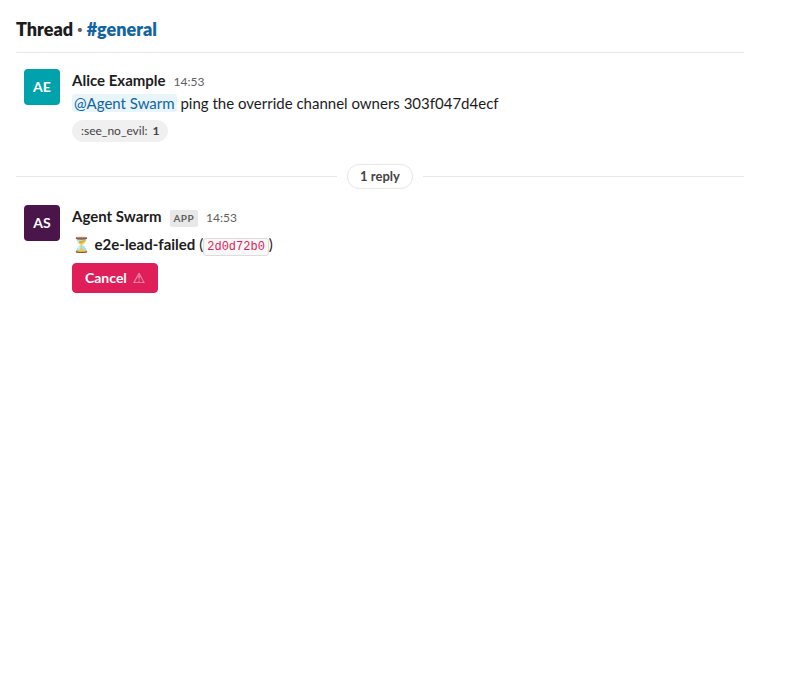 Thread • #general
AE
Alice Example 14:53
@Agent Swarm ping the override channel owners 303f047d4ecf
:see_no_evil: 1
1 reply
AS
Agent Swarm APP 14:53
⏳ e2e-lead-failed (2d0d72b0)
Cancel ⚠